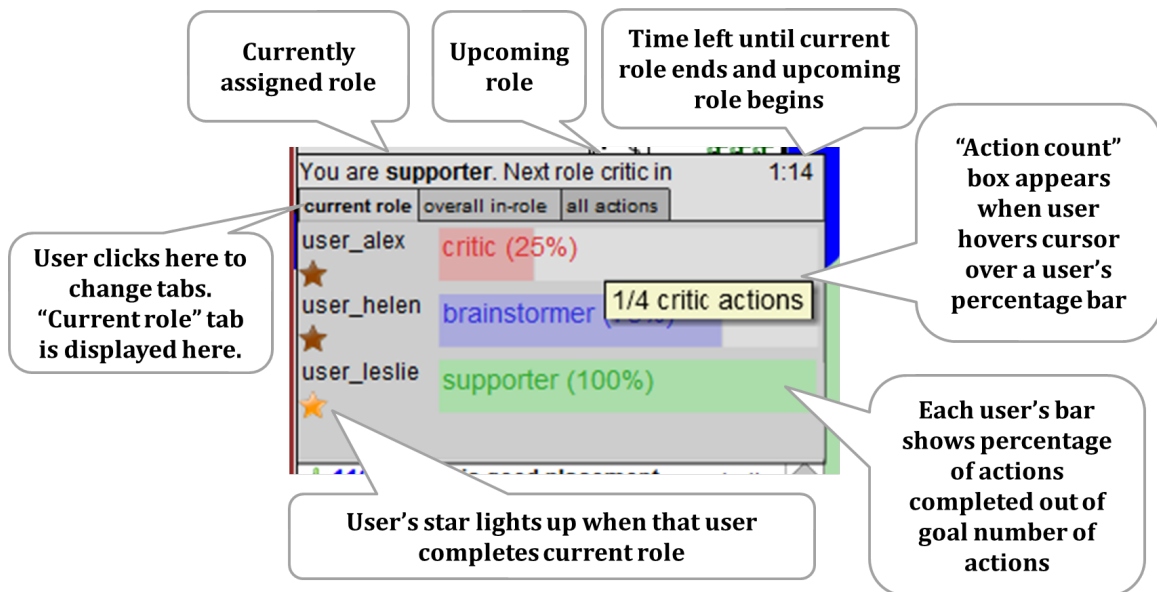 Currently
assigned role
Upcoming
role
Time left until current
role ends and upcoming
role begins
You are supporter. Next role critic in 1:14
current role overall in-role all actions
user_alex critic (25%)
1/4 critic actions
user_helen brainstormer
user_leslie supporter (100%)
“Action count”
box appears
when user
hovers cursor
over a user’s
percentage bar
User clicks here to
change tabs.
“Current role” tab
is displayed here.
Each user’s bar
shows percentage
of actions
completed out of
goal number of
actions
User’s star lights up when that user
completes current role